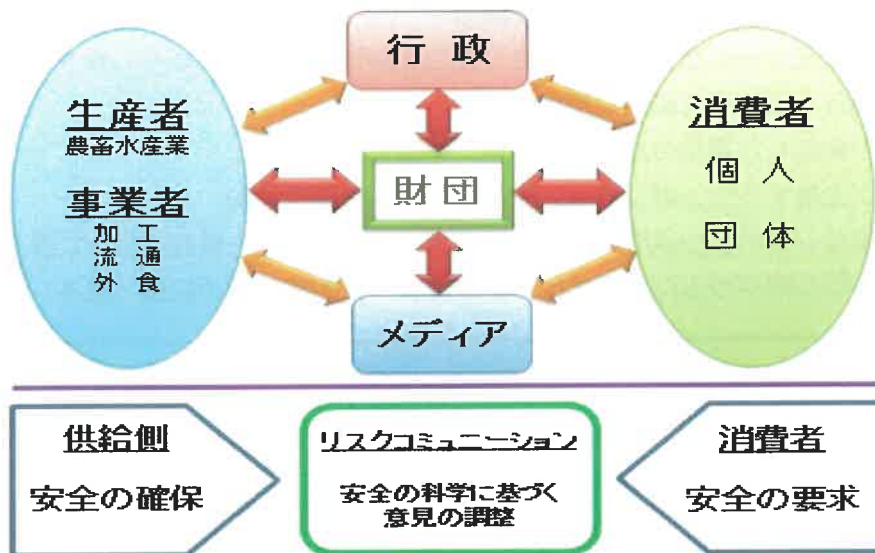 行 政
生産者
農畜水産業
事業者
加 工
流 通
外 食
財団
消費者
個 人
団 体
メディア
供給側
安全の確保
リスクコミュニーション
安全の科学に基づく
意見の調整
消費者
安全の要求